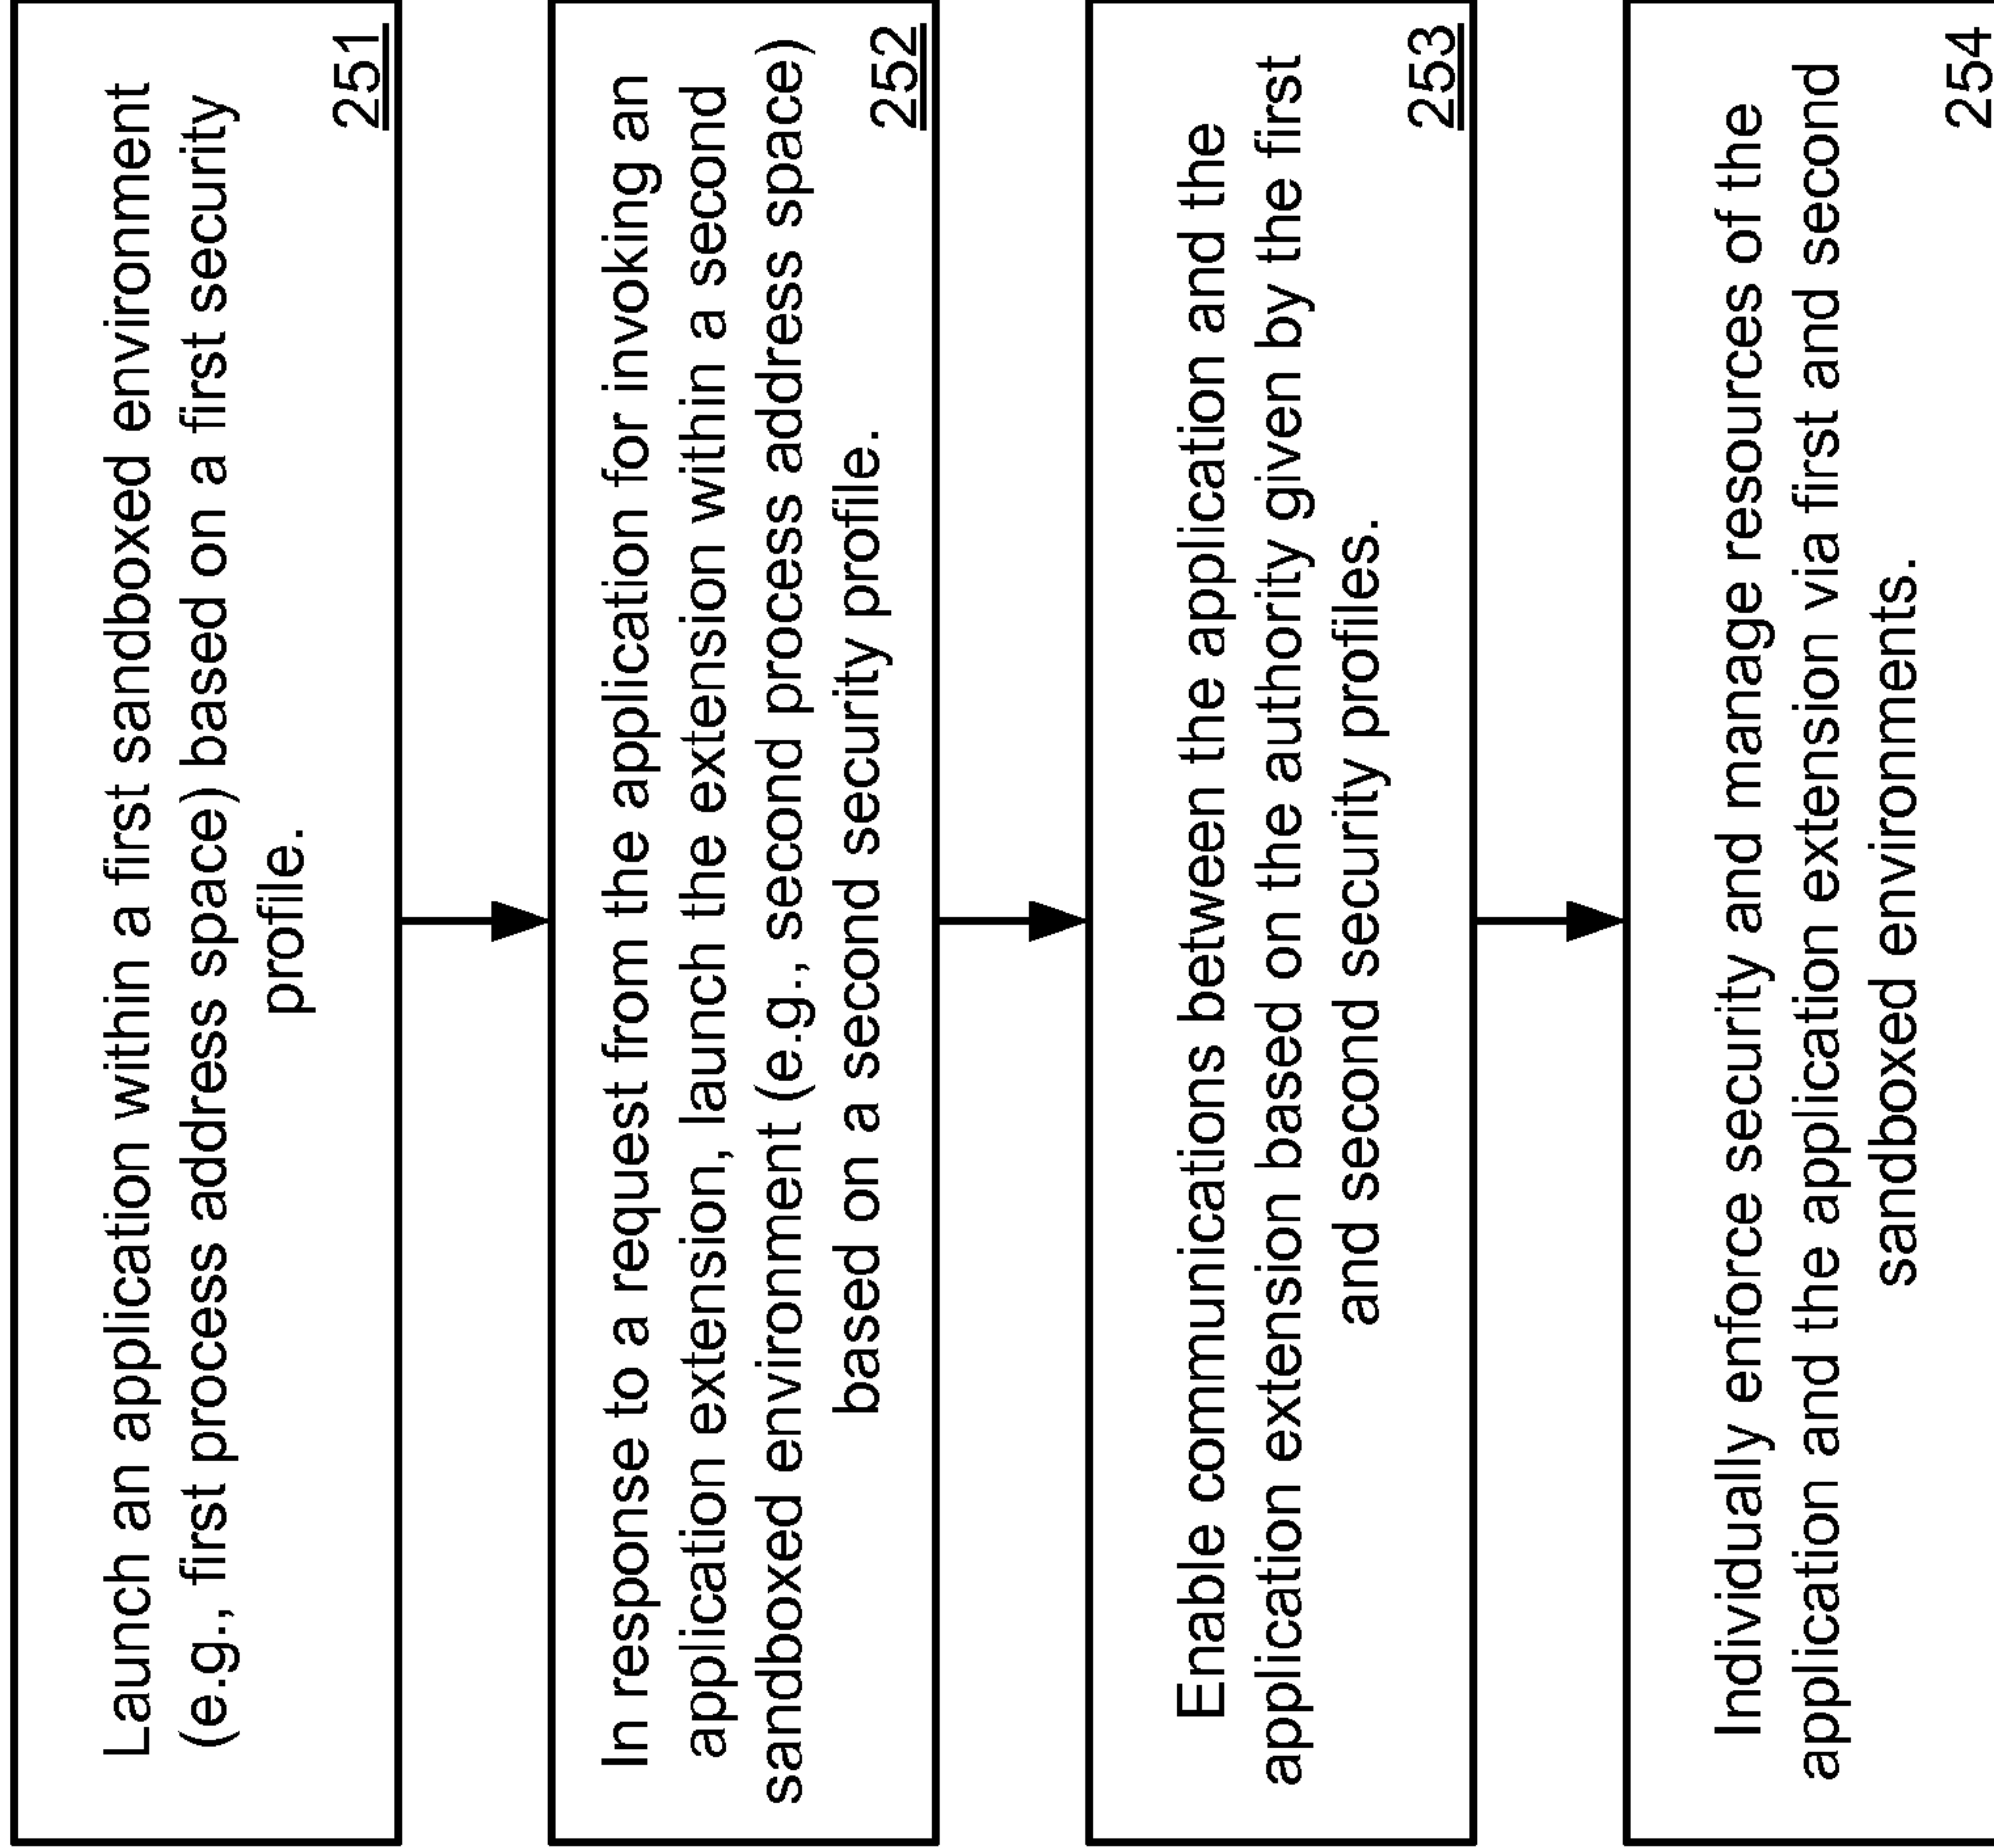 Launch an application within a first sandboxed environment
(e.g., first process address space) based on a first security
profile.
251
In response to a request from the application for invoking an
application extension, launch the extension within a second
sandboxed environment (e.g., second process address space)
based on a second security profile.
252
Enable communications between the application and the
application extension based on the authority given by the first
and second security profiles.
253
Individually enforce security and manage resources of the
application and the application extension via first and second
sandboxed environments.
254